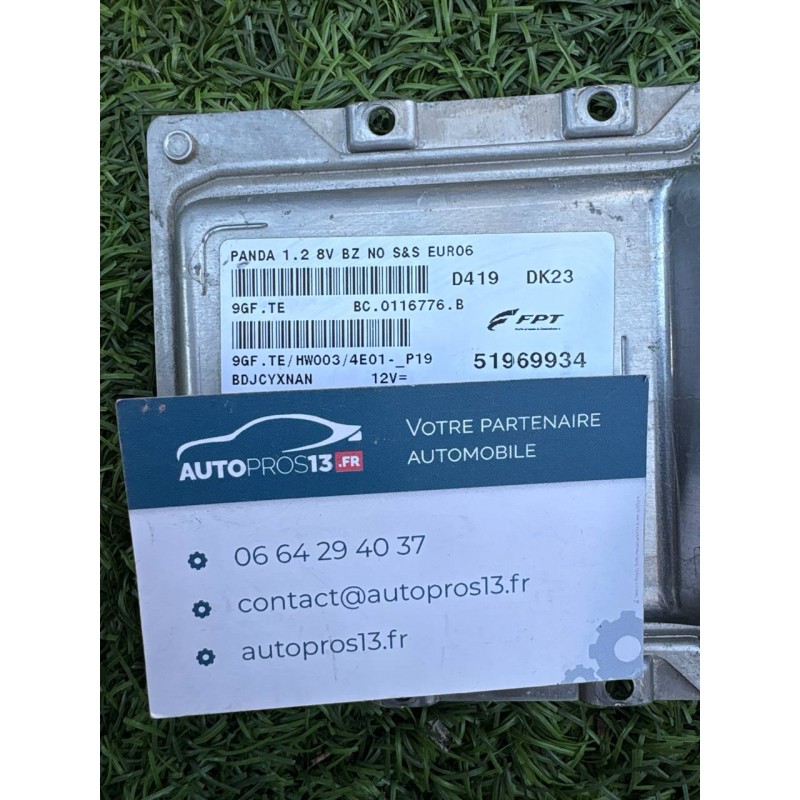 PANDA 1.2 8V BZ NO S&S EURO6
D419 DK23
9GF.TE BC.0116776.B
FPT
9GF.TE/HW003/4E01-_P19
51969934
BDJCYXNAN 12V=
AUTOPROS13.FR
VOTRE PARTENAIRE
AUTOMOBILE
06 64 29 40 37
contact@autopros13.fr
autopros13.fr